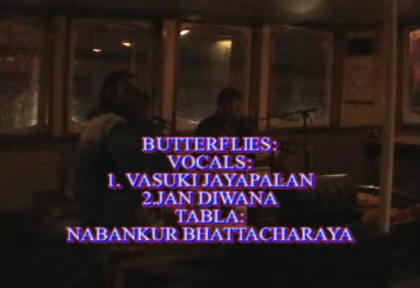 BUTTERFLIES:
VOCALS:
1. VASUKI JAYAPALAN
2.JAN DIWANA
TABLA:
NABANKUR BHATTACHARAYA